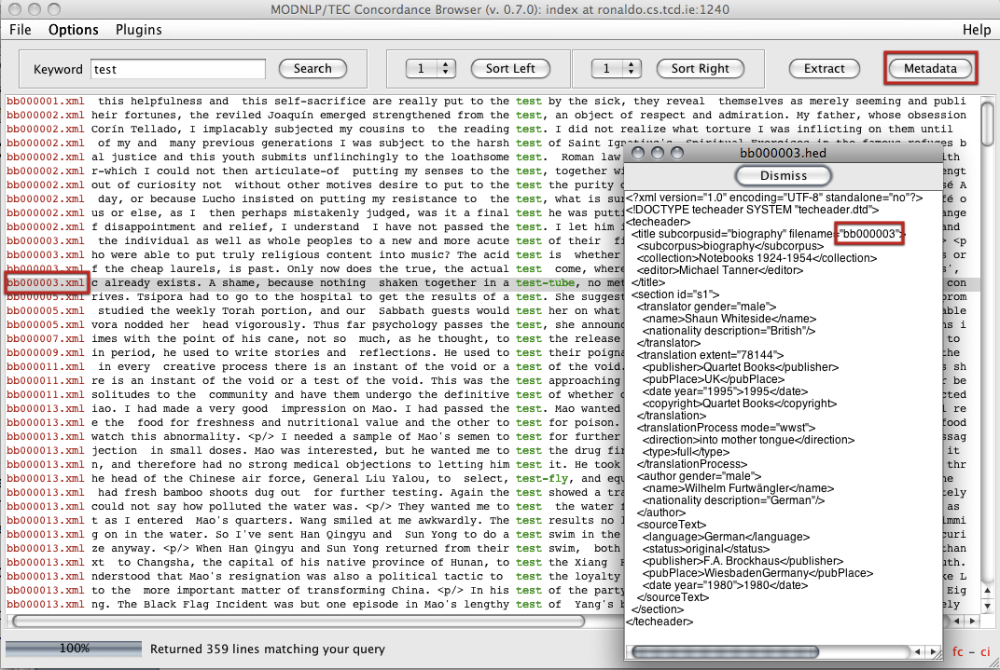 MODNLP/TEC Concordance Browser (v. 0.7.0): index at ronaldo.cs.tcd.ie:1240
File Options Plugins Help
Keyword test Search 1 Sort Left 1 Sort Right Extract Metadata
bb000001.xml this helpfulness and this self-sacrifice are really put to the test by the sick, they reveal themselves as merely seeming and publi
bb000002.xml heir fortunes, the reviled Joaquín emerged strengthened from the test, an object of respect and admiration. My father, whose obsession
bb000002.xml Corín Tellado, I implacably subjected my cousins to the reading test. I did not realize what torture I was inflicting on them until
bb000002.xml of my and many previous generations I was subject to the harsh test of Saint Ignatius's Spiritual Exercises in the famous refuges b
bb000002.xml al justice and this youth submits unflinchingly to the loathsome test. Roman law with
bb000002.xml r-which I could not then articulate-of putting my senses to the test, together wi engt
bb000002.xml out of curiosity not without other motives desire to put to the test the purity o sé A
bb000002.xml day, or because Lucho insisted on putting my resistance to the test, what is sur fé o
bb000002.xml us or else, as I then perhaps mistakenly judged, was it a final test he was putti the
bb000002.xml f disappointment and relief, I understand I have not passed the test. I let him i d th
bb000003.xml the individual as well as whole peoples to a new and more acute test of their fi <p
bb000003.xml ho were able to put truly religious content into music? The acid test is whether s or
bb000003.xml f the cheap laurels, is past. Only now does the true, the actual test come, where s',
bb000003.xml c already exists. A shame, because nothing shaken together in a test-tube, no met con
bb000005.xml rives. Tsipora had to go to the hospital to get the results of a test. She suggest prom
bb000005.xml studied the weekly Torah portion, and our Sabbath guests would test her on what able
bb000005.xml vora nodded her head vigorously. Thus far psychology passes the test, she announc ns i
bb000007.xml imes with the point of his cane, not so much, as he thought, to test the release the
bb000009.xml in period, he used to write stories and reflections. He used to test their poigna to
bb000011.xml in every creative process there is an instant of the void or a test of the void. s sh
bb000011.xml re is an instant of the void or a test of the void. This was the test approaching r be
bb000011.xml solitudes to the community and have them undergo the definitive test of whether o cted
bb000013.xml iao. I had made a very good impression on Mao. I had passed the test. Mao wanted l re
bb000013.xml e the food for freshness and nutritional value and the other to test for poison. food
bb000013.xml watch this abnormality. <p/> I needed a sample of Mao's semen to test for further ssag
bb000013.xml jection in small doses. Mao was interested, but he wanted me to test the drug fir t in
bb000013.xml n, and therefore had no strong medical objections to letting him test it. He took thr
bb000013.xml he head of the Chinese air force, General Liu Yalou, to select, test-fly, and equ the
bb000013.xml had fresh bamboo shoots dug out for further testing. Again the test showed a tra tely
bb000013.xml could not say how polluted the water was. <p/> They wanted me to test the water f om
bb000013.xml t as I entered Mao's quarters. Wang smiled at me awkwardly. The test results no l immi
bb000013.xml g on in the water. So I've sent Han Qingyu and Sun Yong to do a test swim in the curi
bb000013.xml ze anyway. <p/> When Han Qingyu and Sun Yong returned from their test swim, both the
bb000013.xml xt to Changsha, the capital of his native province of Hunan, to test the Xiang uth.
bb000013.xml nderstood that Mao's resignation was also a political tactic to test the loyalty ke L
bb000013.xml to the more important matter of transforming China. <p/> In his test of the party Eig
bb000013.xml ng. The Black Flag Incident was but one episode in Mao's lengthy test of Yang's b nely
bb000003.hed
Dismiss
<?xml version="1.0" encoding="UTF-8" standalone="no"?>
<!DOCTYPE techeader SYSTEM "techeader.dtd">
<techeader>
<title subcorpusid="biography" filename="bb000003">
<subcorpus>biography</subcorpus>
<collection>Notebooks 1924-1954</collection>
<editor>Michael Tanner</editor>
</title>
<section id="s1">
<translator gender="male">
<name>Shaun Whiteside</name>
<nationality description="British"/>
</translator>
<translation extent="78144">
<publisher>Quartet Books</publisher>
<pubPlace>UK</pubPlace>
<date year="1995">1995</date>
<copyright>Quartet Books</copyright>
</translation>
<translationProcess mode="wwst">
<direction>into mother tongue</direction>
<type>full</type>
</translationProcess>
<author gender="male">
<name>Wilhelm Furtwängler</name>
<nationality description="German"/>
</author>
<sourceText>
<language>German</language>
<status>original</status>
<publisher>F.A. Brockhaus</publisher>
<pubPlace>WiesbadenGermany</pubPlace>
<date year="1980">1980</date>
</sourceText>
</section>
</techeader>
100% Returned 359 lines matching your query fc - ci